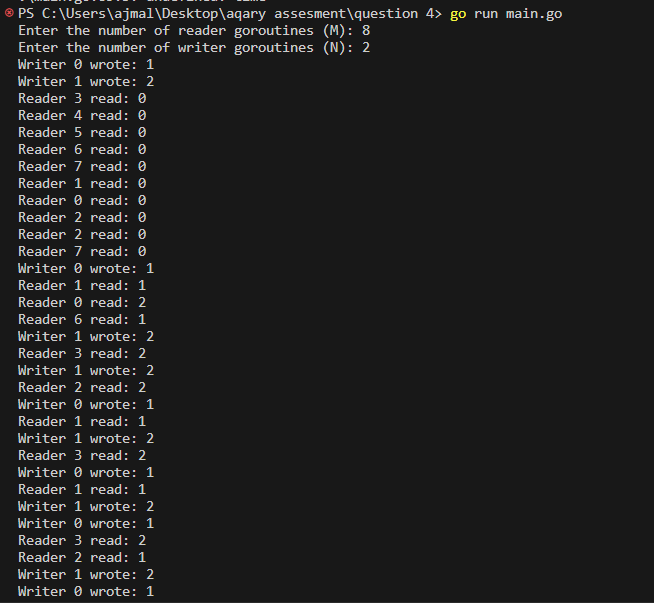 PS C:\Users\ajmal\Desktop\aqary assesment\question 4> go run main.go
Enter the number of reader goroutines (M): 8
Enter the number of writer goroutines (N): 2
Writer 0 wrote: 1
Writer 1 wrote: 2
Reader 3 read: 0
Reader 4 read: 0
Reader 5 read: 0
Reader 6 read: 0
Reader 7 read: 0
Reader 1 read: 0
Reader 0 read: 0
Reader 2 read: 0
Reader 2 read: 0
Reader 7 read: 0
Writer 0 wrote: 1
Reader 1 read: 1
Reader 0 read: 2
Reader 6 read: 1
Writer 1 wrote: 2
Reader 3 read: 2
Writer 1 wrote: 2
Reader 2 read: 2
Writer 0 wrote: 1
Reader 1 read: 1
Writer 1 wrote: 2
Reader 3 read: 2
Writer 0 wrote: 1
Reader 1 read: 1
Writer 1 wrote: 2
Writer 0 wrote: 1
Reader 3 read: 2
Reader 2 read: 1
Writer 1 wrote: 2
Writer 0 wrote: 1